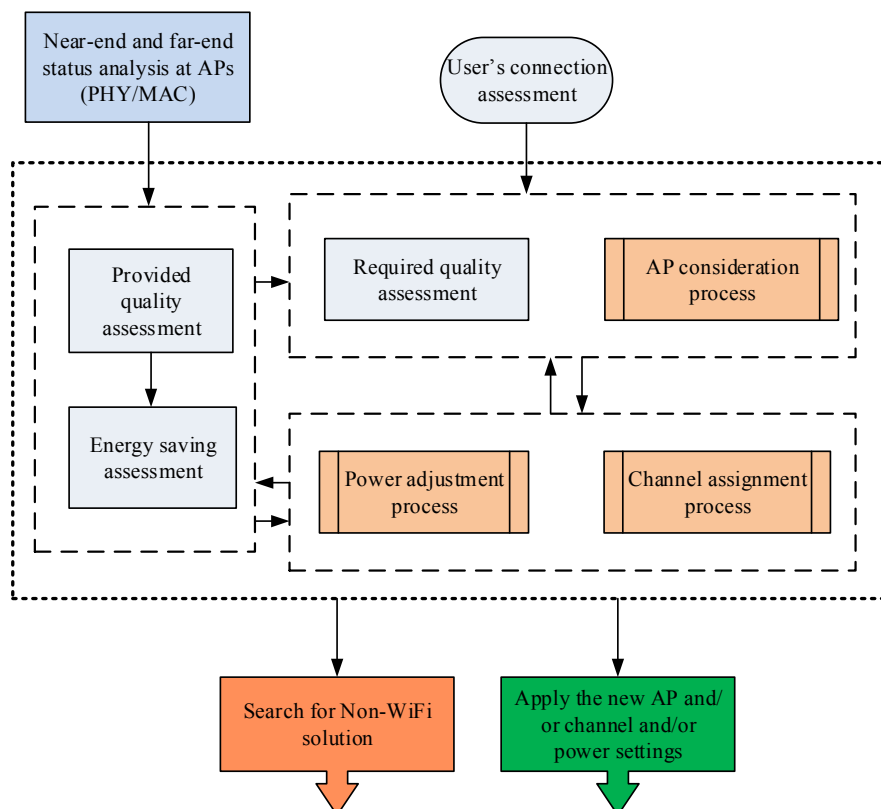 Near-end and far-end
status analysis at APs
(PHY/MAC)
User's connection
assessment
Provided
quality
assessment
Required quality
assessment
AP consideration
process
Energy saving
assessment
Power adjustment
process
Channel assignment
process
Search for Non-WiFi
solution
Apply the new AP and/
or channel and/or
power settings